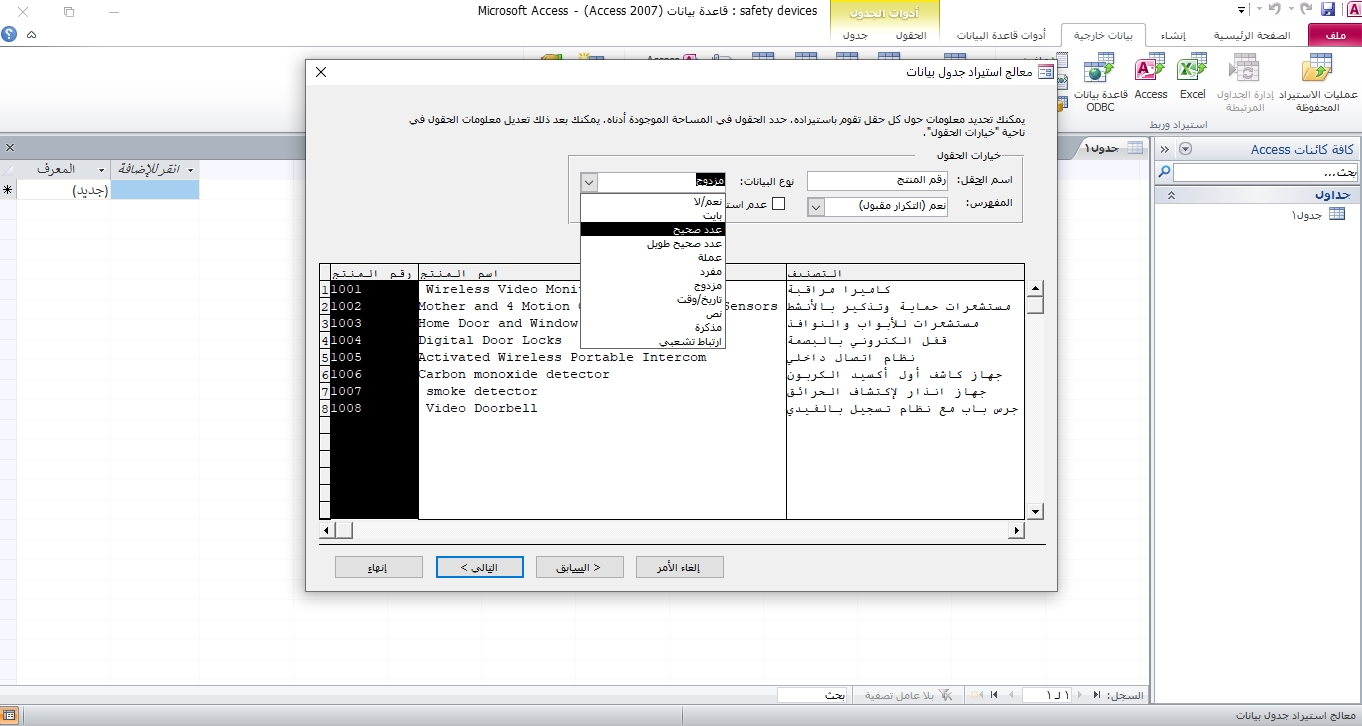 safety devices : قاعدة بيانات (Access 2007) - Microsoft Access
أدوات الجدول
ملف
الصفحة الرئيسية
إنشاء
بيانات خارجية
أدوات قاعدة البيانات
الحقول
جدول
عمليات الاستيراد المحفوظة
إدارة الجداول المرتبطة
Excel
Access
قاعدة بيانات ODBC
استيراد وربط
كافة كائنات Access
بحث...
جداول
جدول١
جدول١
المعرف
انقر للإضافة
(جديد)
معالج استيراد جدول بيانات
يمكنك تحديد معلومات حول كل حقل تقوم باستيراده. حدد الحقول في المساحة الموجودة أدناه. يمكنك بعد ذلك تعديل معلومات الحقول في
ناحية "خيارات الحقول".
خيارات الحقول
اسم الحقل: رقم المنتج نوع البيانات: مزدوج
المفهرس: نعم (التكرار مقبول) عدم است
نعم/لا
بايت
عدد صحيح
عدد صحيح طويل
عملة
مفرد
مزدوج
تاريخ/وقت
نص
مذكرة
ارتباط تشعبي
رقم المنتج اسم المنتج التصنيف
1 1001 Wireless Video Moni كاميرا مراقبة
2 1002 Mother and 4 Motion Sensors مستشعرات حماية وتذكير بالأنشط
3 1003 Home Door and Window مستشعرات للأبواب والنوافذ
4 1004 Digital Door Locks قفل الكتروني بالبصمة
5 1005 Activated Wireless Portable Intercom نظام اتصال داخلي
6 1006 Carbon monoxide detector جهاز كاشف أول أكسيد الكربون
7 1007 smoke detector جهاز انذار لإكتشاف الحرائق
8 1008 Video Doorbell جرس باب مع نظام تسجيل بالفيدي
إلغاء الأمر
< السابق
التالي >
إنهاء
السجل: ١ لـ ١ بلا عامل تصفية بحث
معالج استيراد جدول بيانات